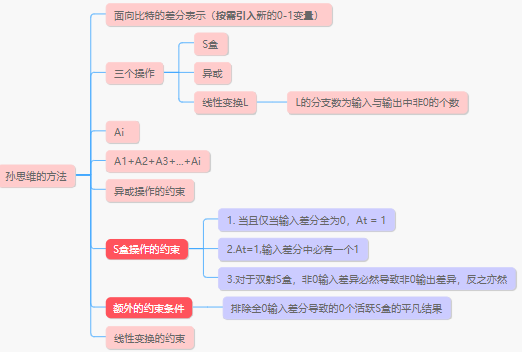 面向比特的差分表示（按需引入新的0-1变量）
S盒
三个操作
异或
线性变换L
L的分支数为输入与输出中非0的个数
Ai
A1+A2+A3+...+Ai
孙思维的方法
异或操作的约束
1. 当且仅当输入差分全为0，At = 1
S盒操作的约束
2.At=1,输入差分中必有一个1
3.对于双射S盒，非0输入差异必然导致非0输出差异，反之亦然
额外的约束条件
排除全0输入差分导致的0个活跃S盒的平凡结果
线性变换的约束